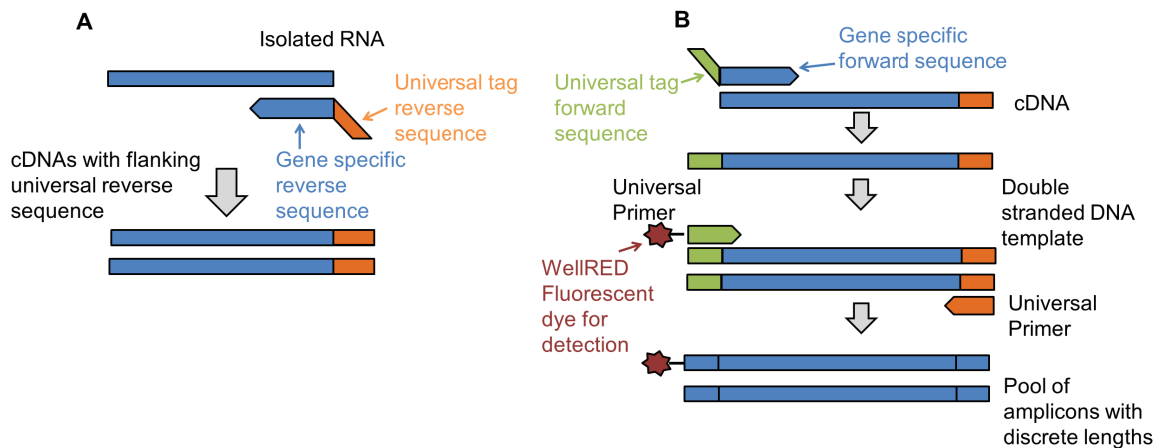 A
Isolated RNA
Universal tag
reverse
sequence
cDNAs with flanking
universal reverse
sequence
Gene specific
reverse
sequence
B
Gene specific
forward sequence
Universal tag
forward
sequence
cDNA
Universal
Primer
Double
stranded DNA
template
WellRED
Fluorescent
dye for
detection
Universal
Primer
Pool of
amplicons with
discrete lengths